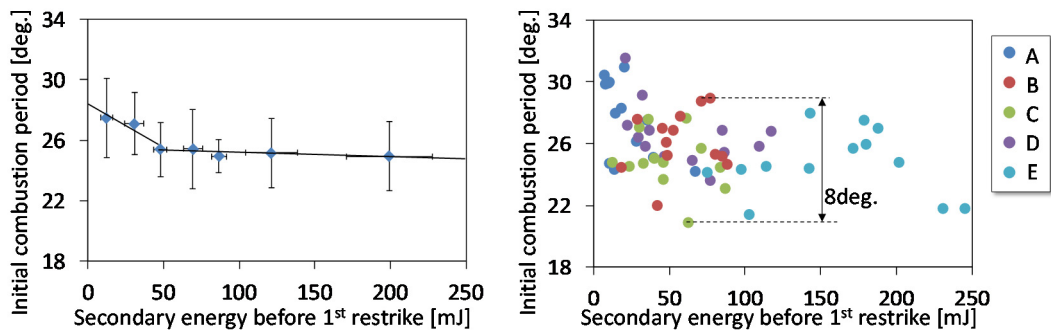 Initial combustion period [deg.]
34
30
26
22
18
0 50 100 150 200 250
Secondary energy before 1st restrike [mJ]
Initial combustion period [deg.]
34
30
26
22
18
8deg.
0 50 100 150 200 250
Secondary energy before 1st restrike [mJ]
A
B
C
D
E